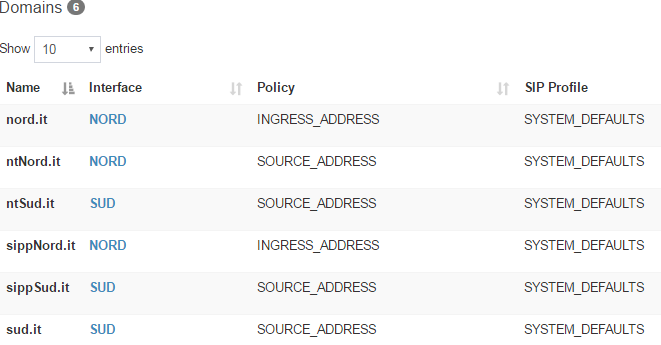 Domains 6
Show 10 entries
Name Interface Policy SIP Profile
nord.it NORD INGRESS_ADDRESS SYSTEM_DEFAULTS
ntNord.it NORD SOURCE_ADDRESS SYSTEM_DEFAULTS
ntSud.it SUD SOURCE_ADDRESS SYSTEM_DEFAULTS
sippNord.it NORD INGRESS_ADDRESS SYSTEM_DEFAULTS
sippSud.it SUD SOURCE_ADDRESS SYSTEM_DEFAULTS
sud.it SUD SOURCE_ADDRESS SYSTEM_DEFAULTS